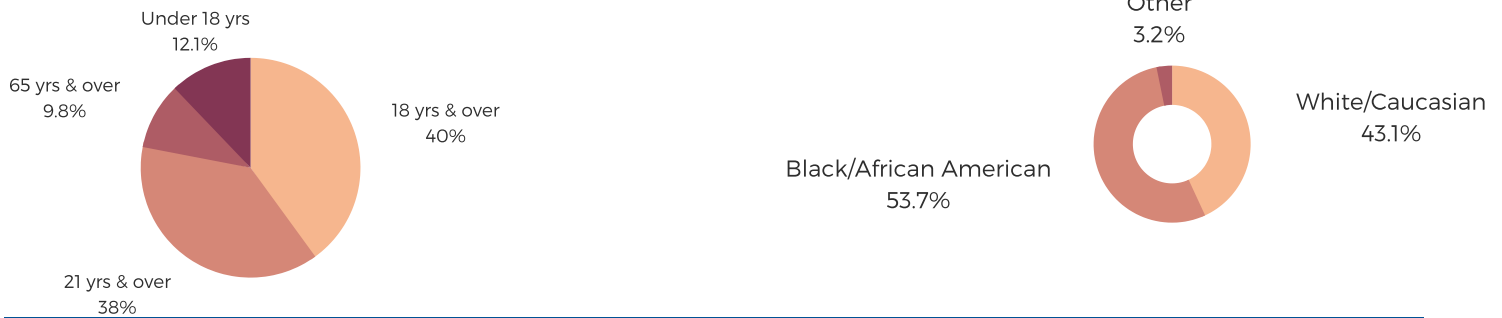 Under 18 yrs
12.1%
65 yrs & over
9.8%
18 yrs & over
40%
21 yrs & over
38%
Other
3.2%
White/Caucasian
43.1%
Black/African American
53.7%